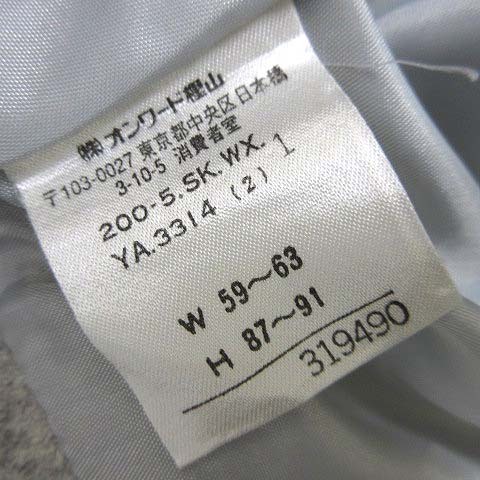 ㈱ オンワード樫山
〒103-0027 東京都中央区日本橋
3-10-5 消費者室
200-5.SK.WX.1
YA.3314 (2)
W 59～63
H 87～91
319490